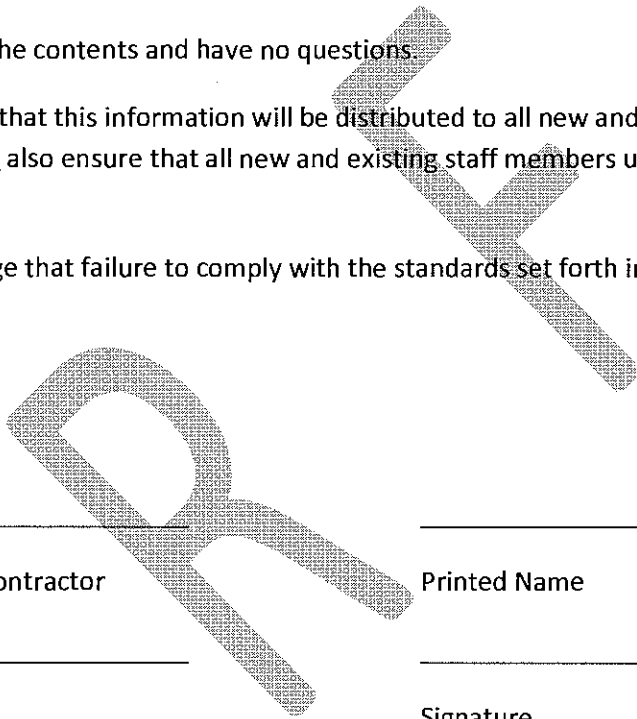 he contents and have no questions.
that this information will be distributed to all new and
also ensure that all new and existing staff members u
ge that failure to comply with the standards set forth i
ontractor Printed Name
Signature
R F